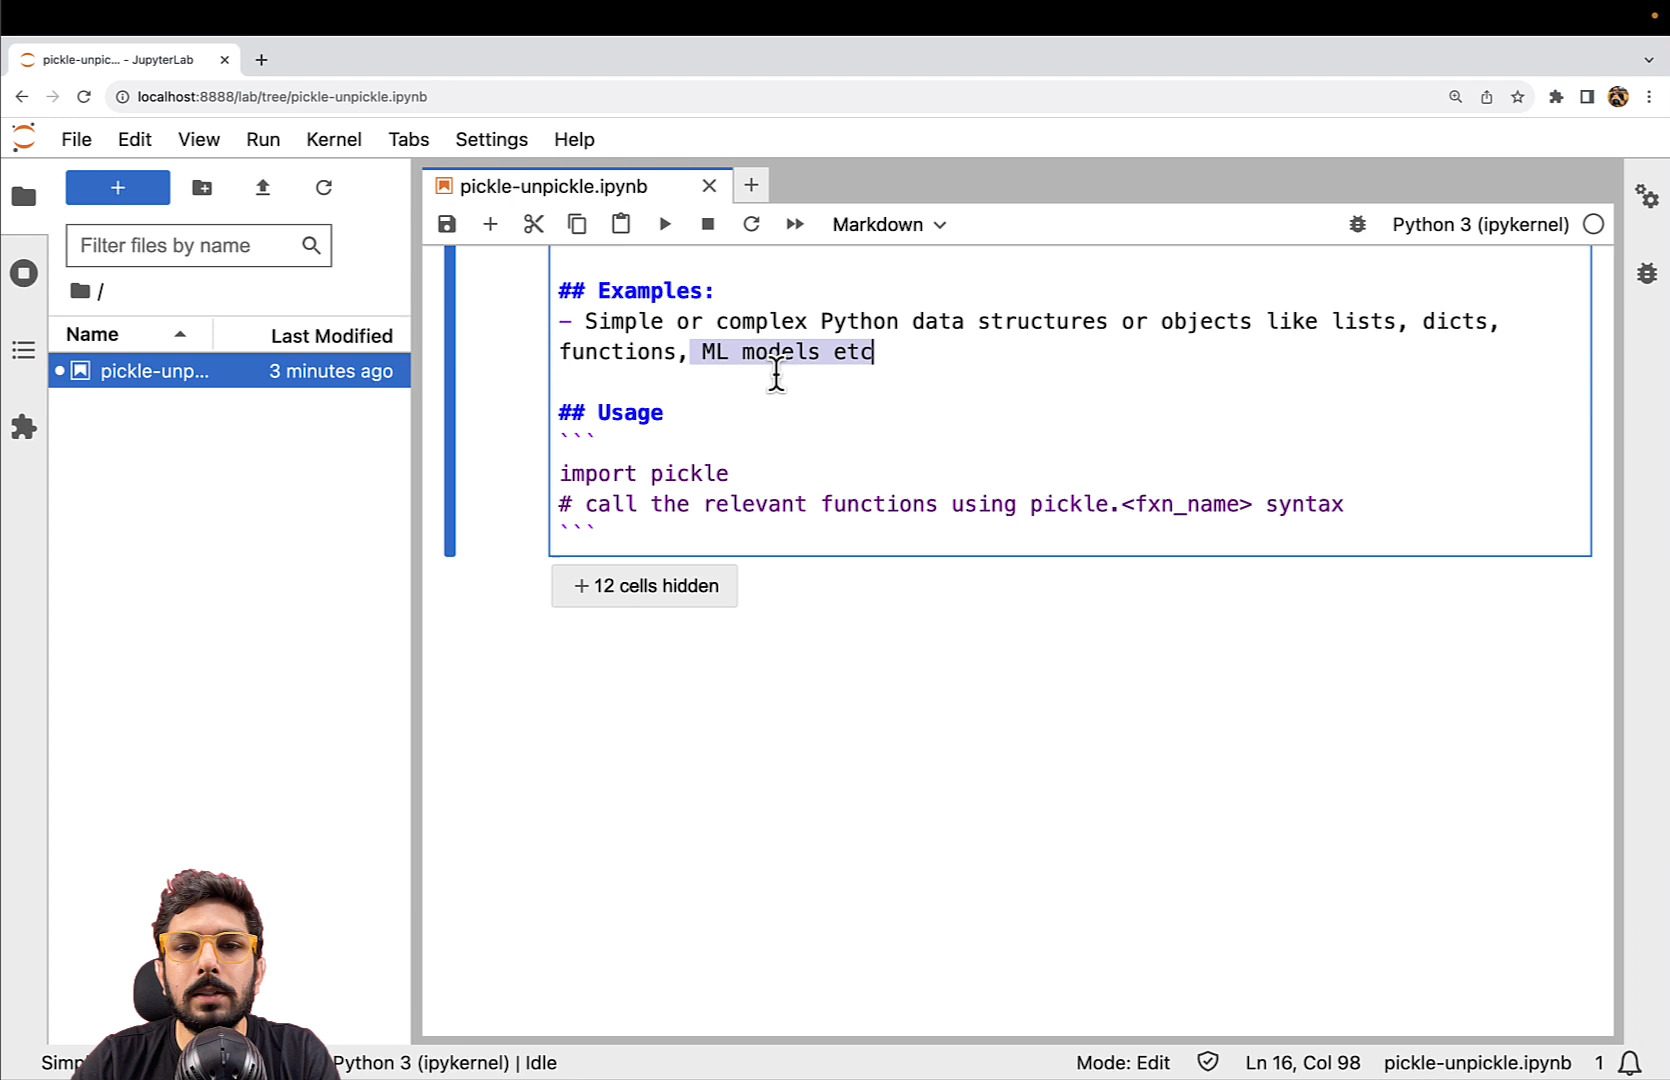 pickle-unpic... - JupyterLab
localhost:8888/lab/tree/pickle-unpickle.ipynb
File Edit View Run Kernel Tabs Settings Help
pickle-unpickle.ipynb
Filter files by name
Markdown
Python 3 (ipykernel)
/
Name Last Modified
pickle-unp... 3 minutes ago
## Examples:
- Simple or complex Python data structures or objects like lists, dicts,
functions, ML models etc
## Usage
```
import pickle
# call the relevant functions using pickle.<fxn_name> syntax
```
+ 12 cells hidden
Python 3 (ipykernel) | Idle
Mode: Edit
Ln 16, Col 98
pickle-unpickle.ipynb
1